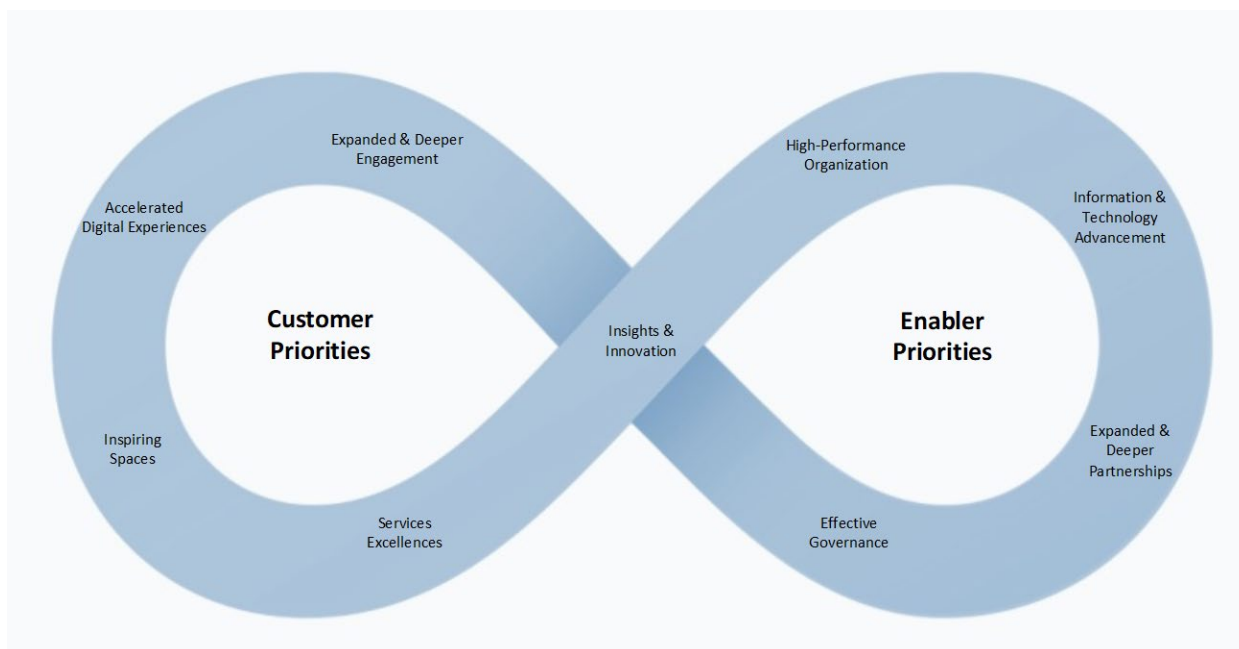 Expanded & Deeper
Engagement
Accelerated
Digital Experiences
Customer
Priorities
Inspiring
Spaces
Services
Excellences
Insights &
Innovation
High-Performance
Organization
Information &
Technology
Advancement
Enabler
Priorities
Expanded &
Deeper
Partnerships
Effective
Governance